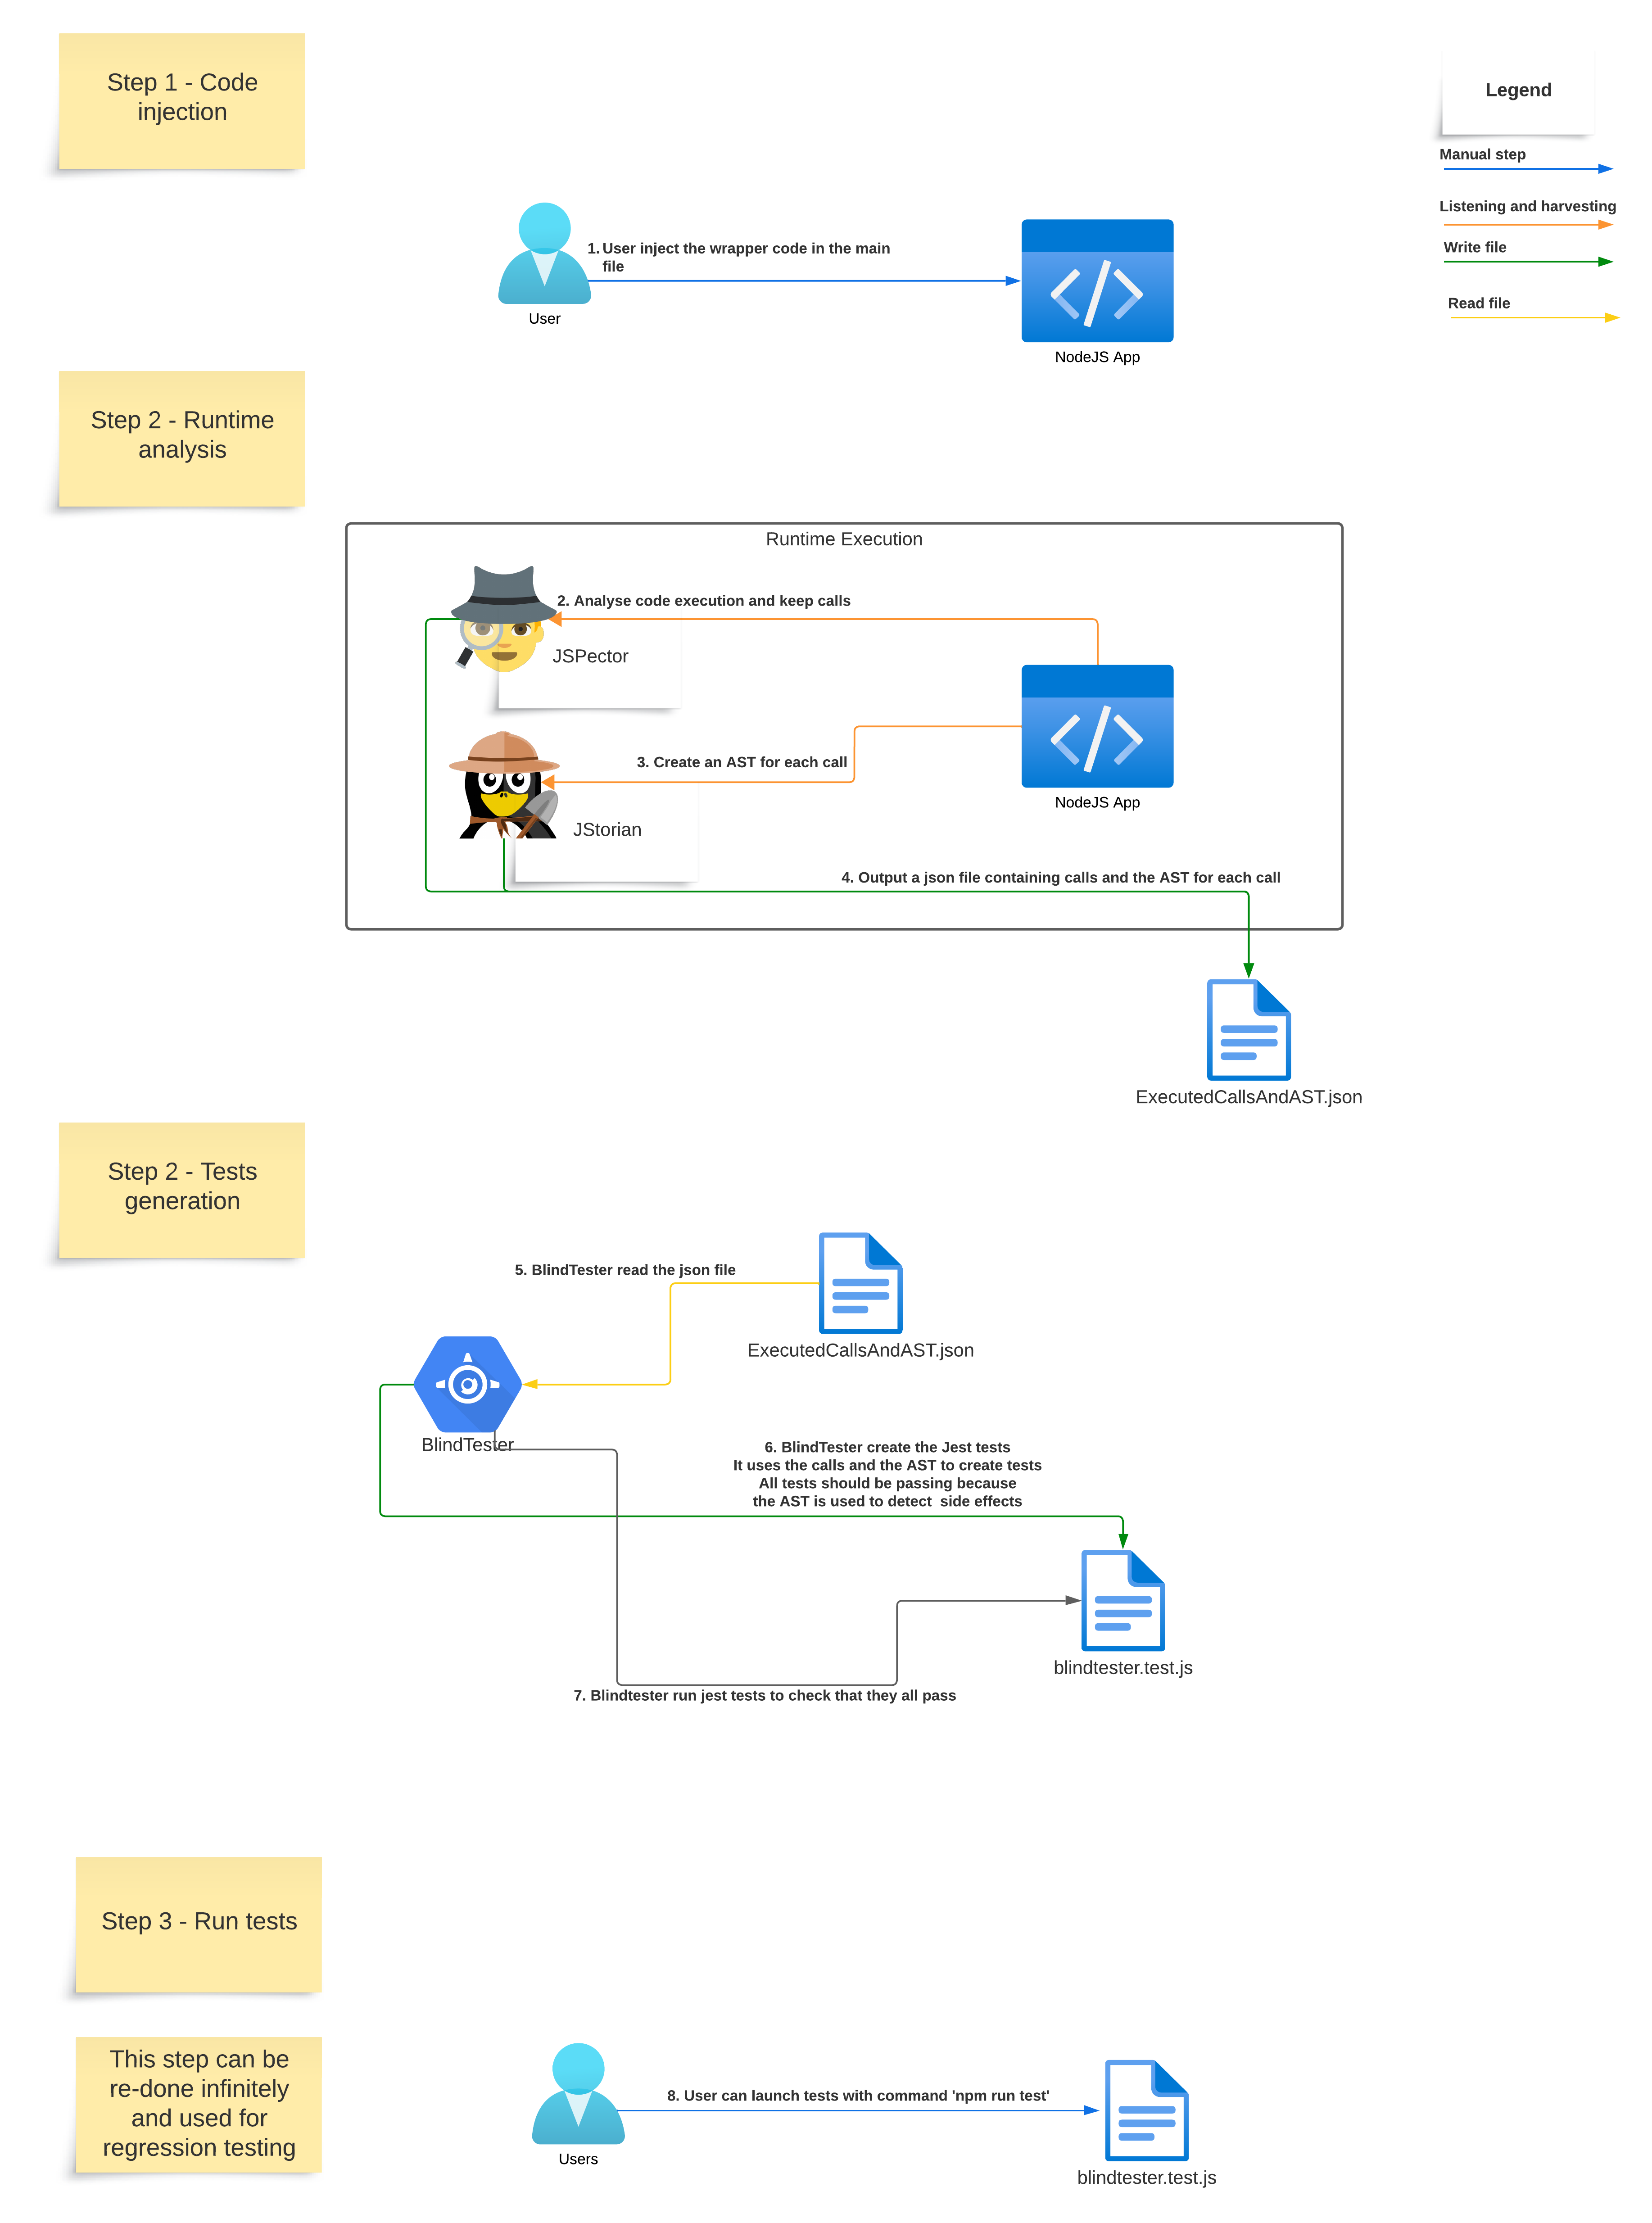 Step 1 - Code
injection
Legend
Manual step
Listening and harvesting
Write file
Read file
1. User inject the wrapper code in the main
file
User
NodeJS App
Step 2 - Runtime
analysis
Runtime Execution
2. Analyse code execution and keep calls
JSPector
3. Create an AST for each call
NodeJS App
JStorian
4. Output a json file containing calls and the AST for each call
ExecutedCallsAndAST.json
Step 2 - Tests
generation
5. BlindTester read the json file
ExecutedCallsAndAST.json
BlindTester
6. BlindTester create the Jest tests
It uses the calls and the AST to create tests
All tests should be passing because
the AST is used to detect  side effects
blindtester.test.js
7. Blindtester run jest tests to check that they all pass
Step 3 - Run tests
This step can be
re-done infinitely
and used for
regression testing
8. User can launch tests with command 'npm run test'
Users
blindtester.test.js